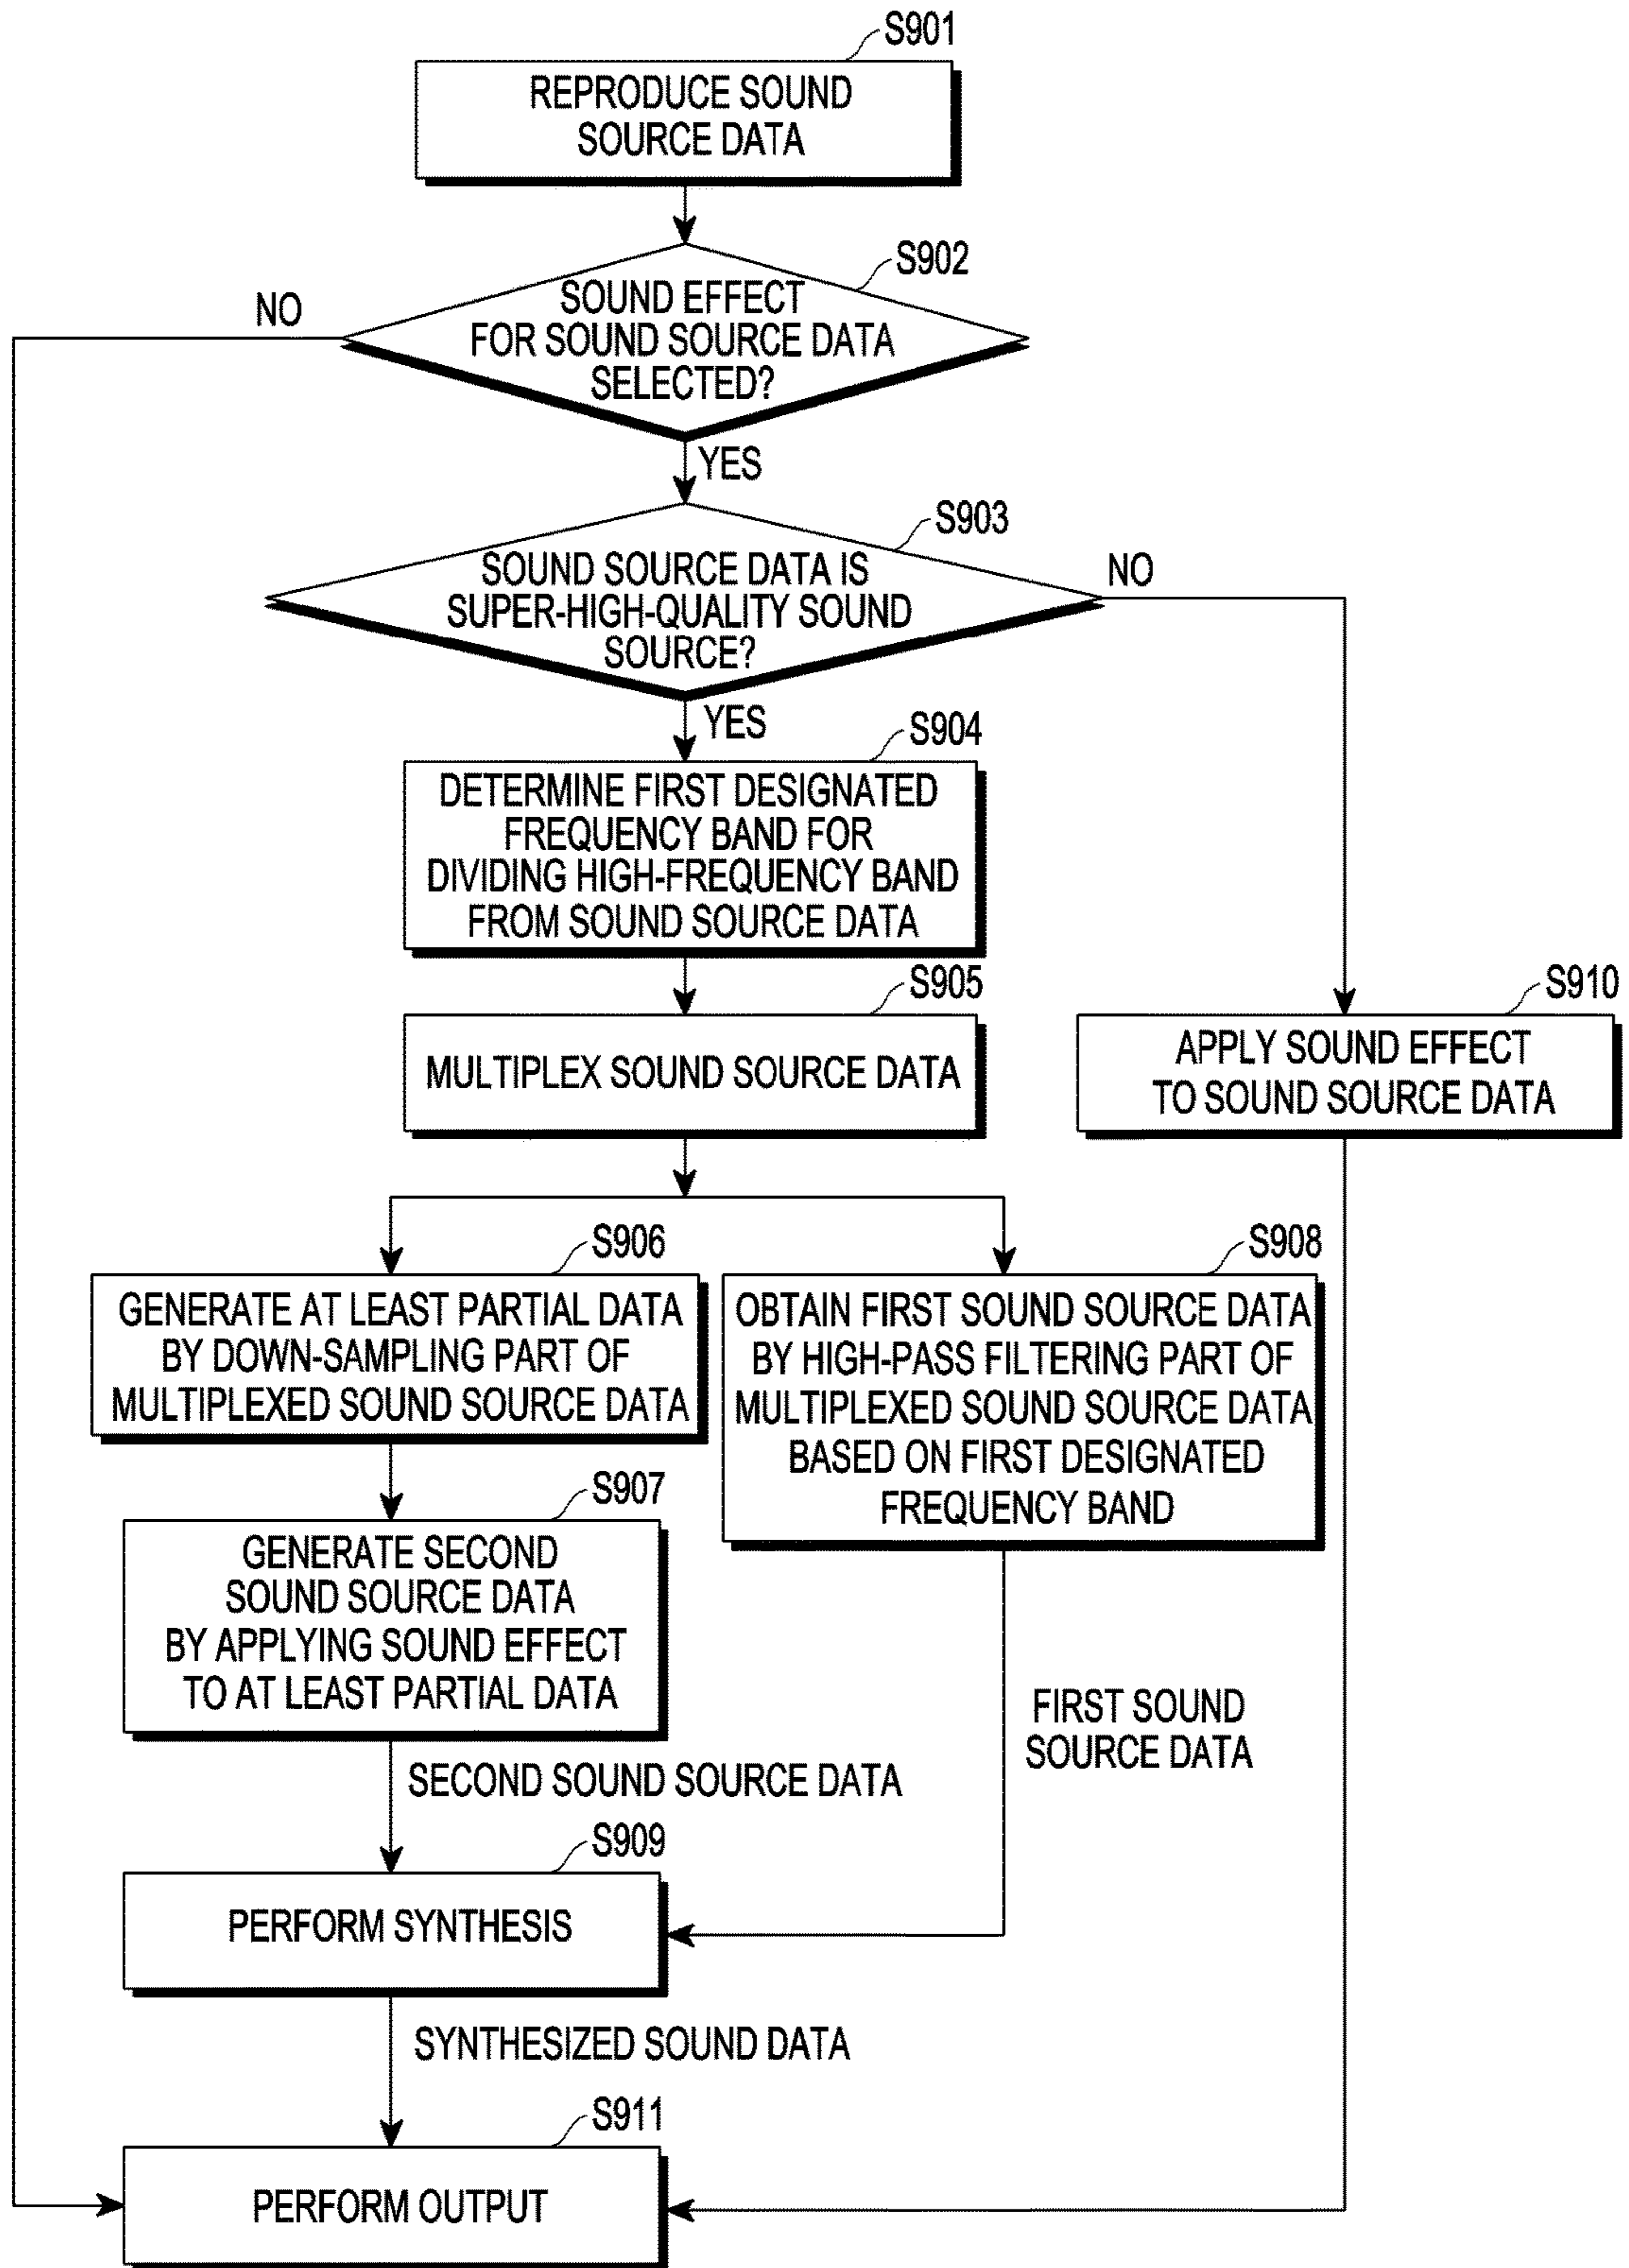 S901
REPRODUCE SOUND
SOURCE DATA
S902
SOUND EFFECT
FOR SOUND SOURCE DATA
SELECTED?
NO
YES
S903
SOUND SOURCE DATA IS
SUPER-HIGH-QUALITY SOUND
SOURCE?
NO
YES
S904
DETERMINE FIRST DESIGNATED
FREQUENCY BAND FOR
DIVIDING HIGH-FREQUENCY BAND
FROM SOUND SOURCE DATA
S905
MULTIPLEX SOUND SOURCE DATA
S910
APPLY SOUND EFFECT
TO SOUND SOURCE DATA
S906
GENERATE AT LEAST PARTIAL DATA
BY DOWN-SAMPLING PART OF
MULTIPLEXED SOUND SOURCE DATA
S908
OBTAIN FIRST SOUND SOURCE DATA
BY HIGH-PASS FILTERING PART OF
MULTIPLEXED SOUND SOURCE DATA
BASED ON FIRST DESIGNATED
FREQUENCY BAND
S907
GENERATE SECOND
SOUND SOURCE DATA
BY APPLYING SOUND EFFECT
TO AT LEAST PARTIAL DATA
FIRST SOUND
SOURCE DATA
SECOND SOUND SOURCE DATA
S909
PERFORM SYNTHESIS
SYNTHESIZED SOUND DATA
S911
PERFORM OUTPUT